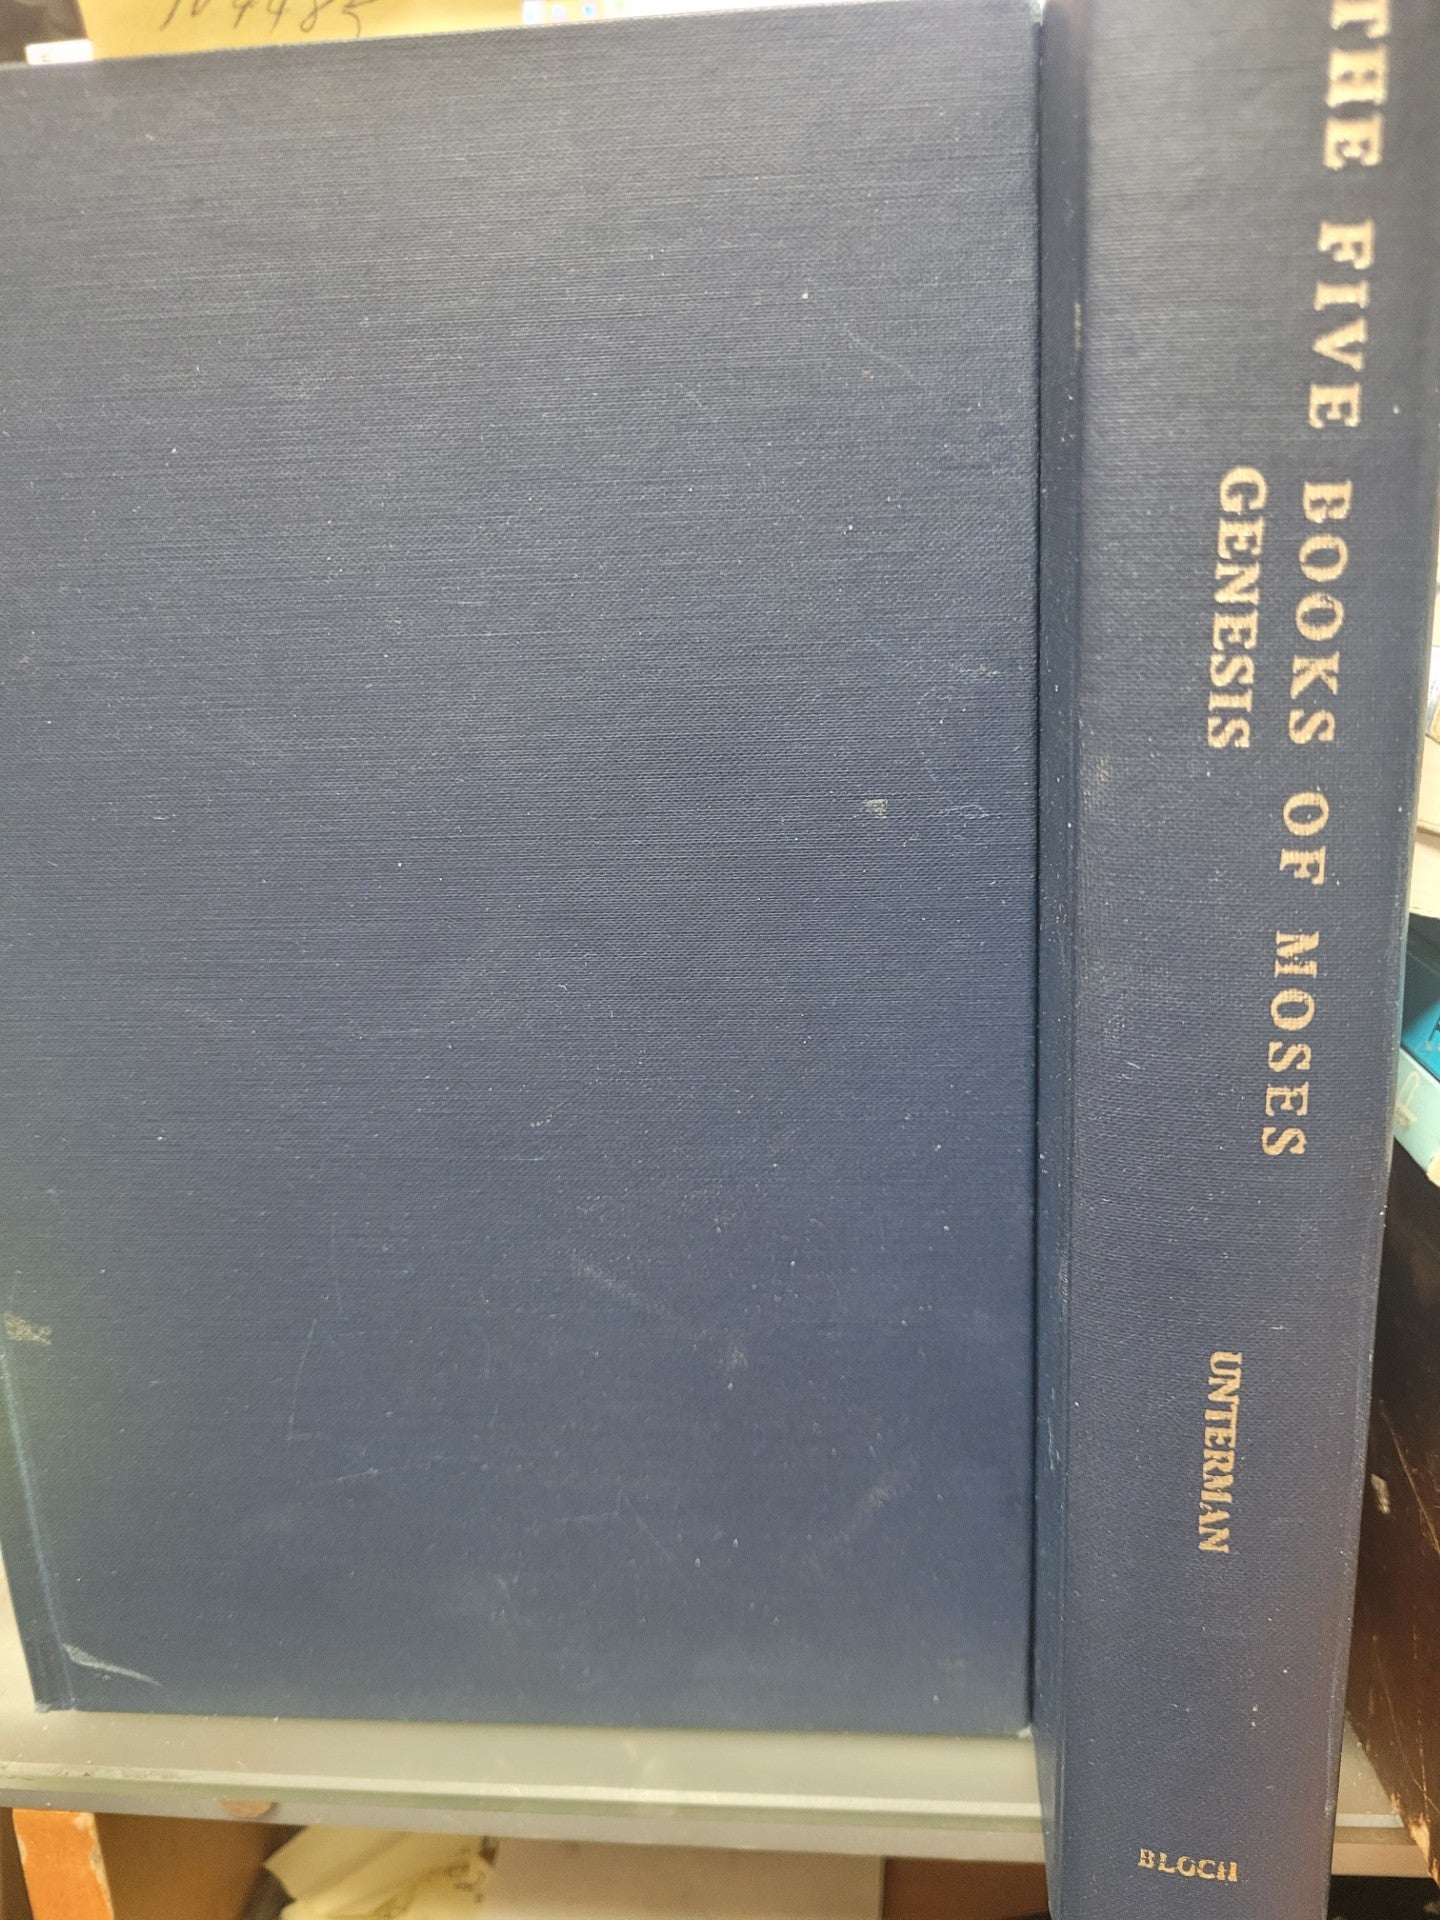 THE FIVE BOOKS OF MOSES
GENESIS
UNTERMAN
BLOCH